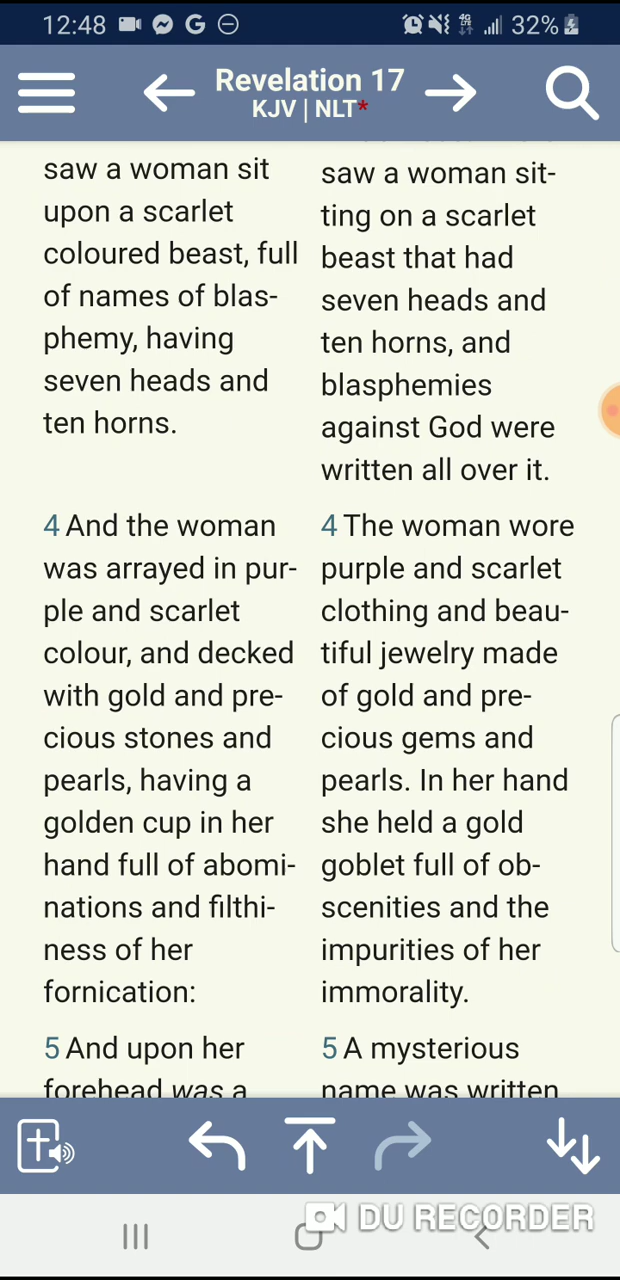 12:48 G 4G 32%
Revelation 17
KJV | NLT*
saw a woman sit
upon a scarlet
coloured beast, full
of names of blas-
phemy, having
seven heads and
ten horns.
4 And the woman
was arrayed in pur-
ple and scarlet
colour, and decked
with gold and pre-
cious stones and
pearls, having a
golden cup in her
hand full of abomi-
nations and filthi-
ness of her
fornication:
5 And upon her
forehead was a
saw a woman sit-
ting on a scarlet
beast that had
seven heads and
ten horns, and
blasphemies
against God were
written all over it.
4 The woman wore
purple and scarlet
clothing and beau-
tiful jewelry made
of gold and pre-
cious gems and
pearls. In her hand
she held a gold
goblet full of ob-
scenities and the
impurities of her
immorality.
5 A mysterious
name was written
DU RECORDER